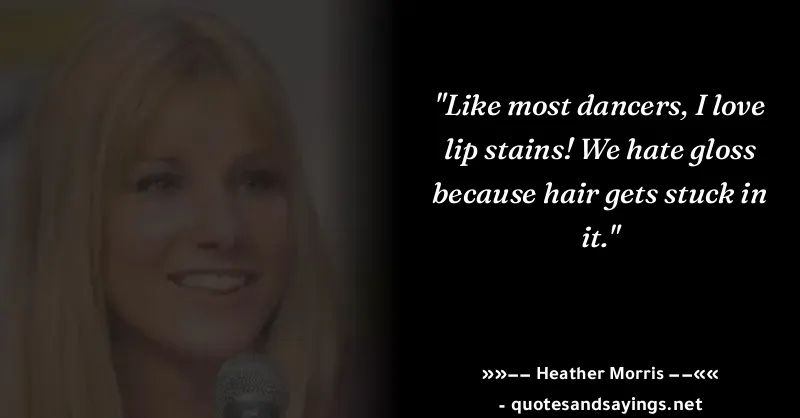 "Like most dancers, I love
lip stains! We hate gloss
because hair gets stuck in
it."
»»−− Heather Morris −−««
- quotesandsayings.net